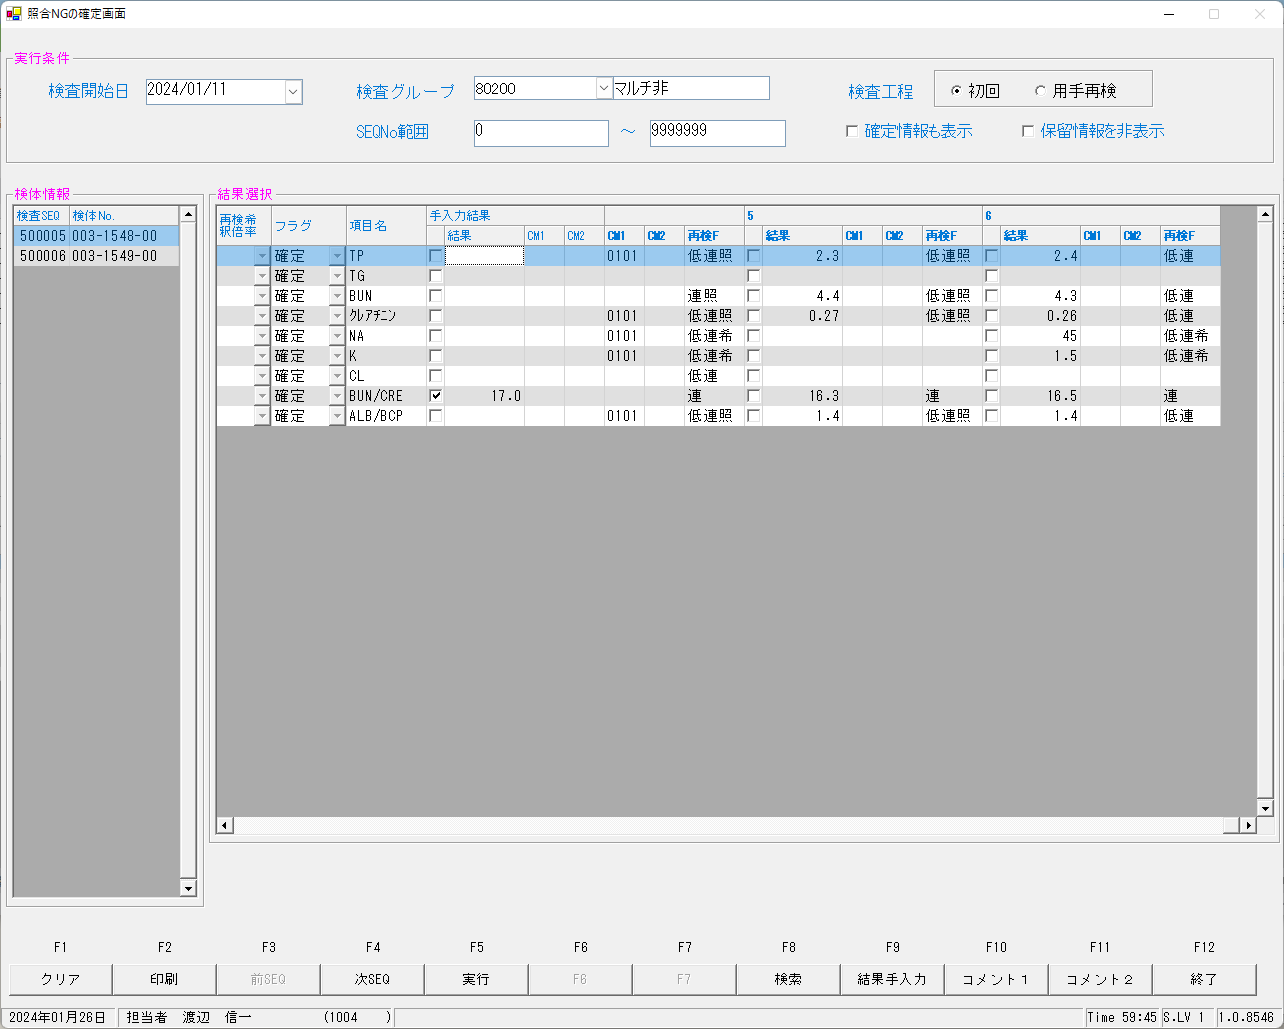 照合NGの確定画面
実行条件
検査開始日 2024/01/11 検査グループ 80200 マルチ非 検査工程 初回 用手再検
SEQNo範囲 0 ～ 9999999 確定情報も表示 保留情報を非表示
検体情報
検査SEQ 検体No.
500005 003-1548-00
500006 003-1549-00
結果選択
再検希釈倍率 フラグ 項目名 手入力結果 5 6
結果 CM1 CM2 CM1 CM2 再検F 結果 CM1 CM2 再検F 結果 CM1 CM2 再検F
確定 TP 0101 低連照 2.3 低連照 2.4 低連
確定 TG
確定 BUN 連照 4.4 低連照 4.3 低連
確定 ｸﾚｱﾁﾆﾝ 0101 低連照 0.27 低連照 0.26 低連
確定 NA 0101 低連希 45 低連希
確定 K 0101 低連希 1.5 低連希
確定 CL 低連
確定 BUN/CRE 17.0 連 16.3 連 16.5 連
確定 ALB/BCP 0101 低連照 1.4 低連照 1.4 低連
F1 F2 F3 F4 F5 F6 F7 F8 F9 F10 F11 F12
クリア 印刷 前SEQ 次SEQ 実行 F6 F7 検索 結果手入力 コメント１ コメント２ 終了
2024年01月26日 担当者 渡辺 信一 (1004 ) Time 59:45 S.LV 1 1.0.8546